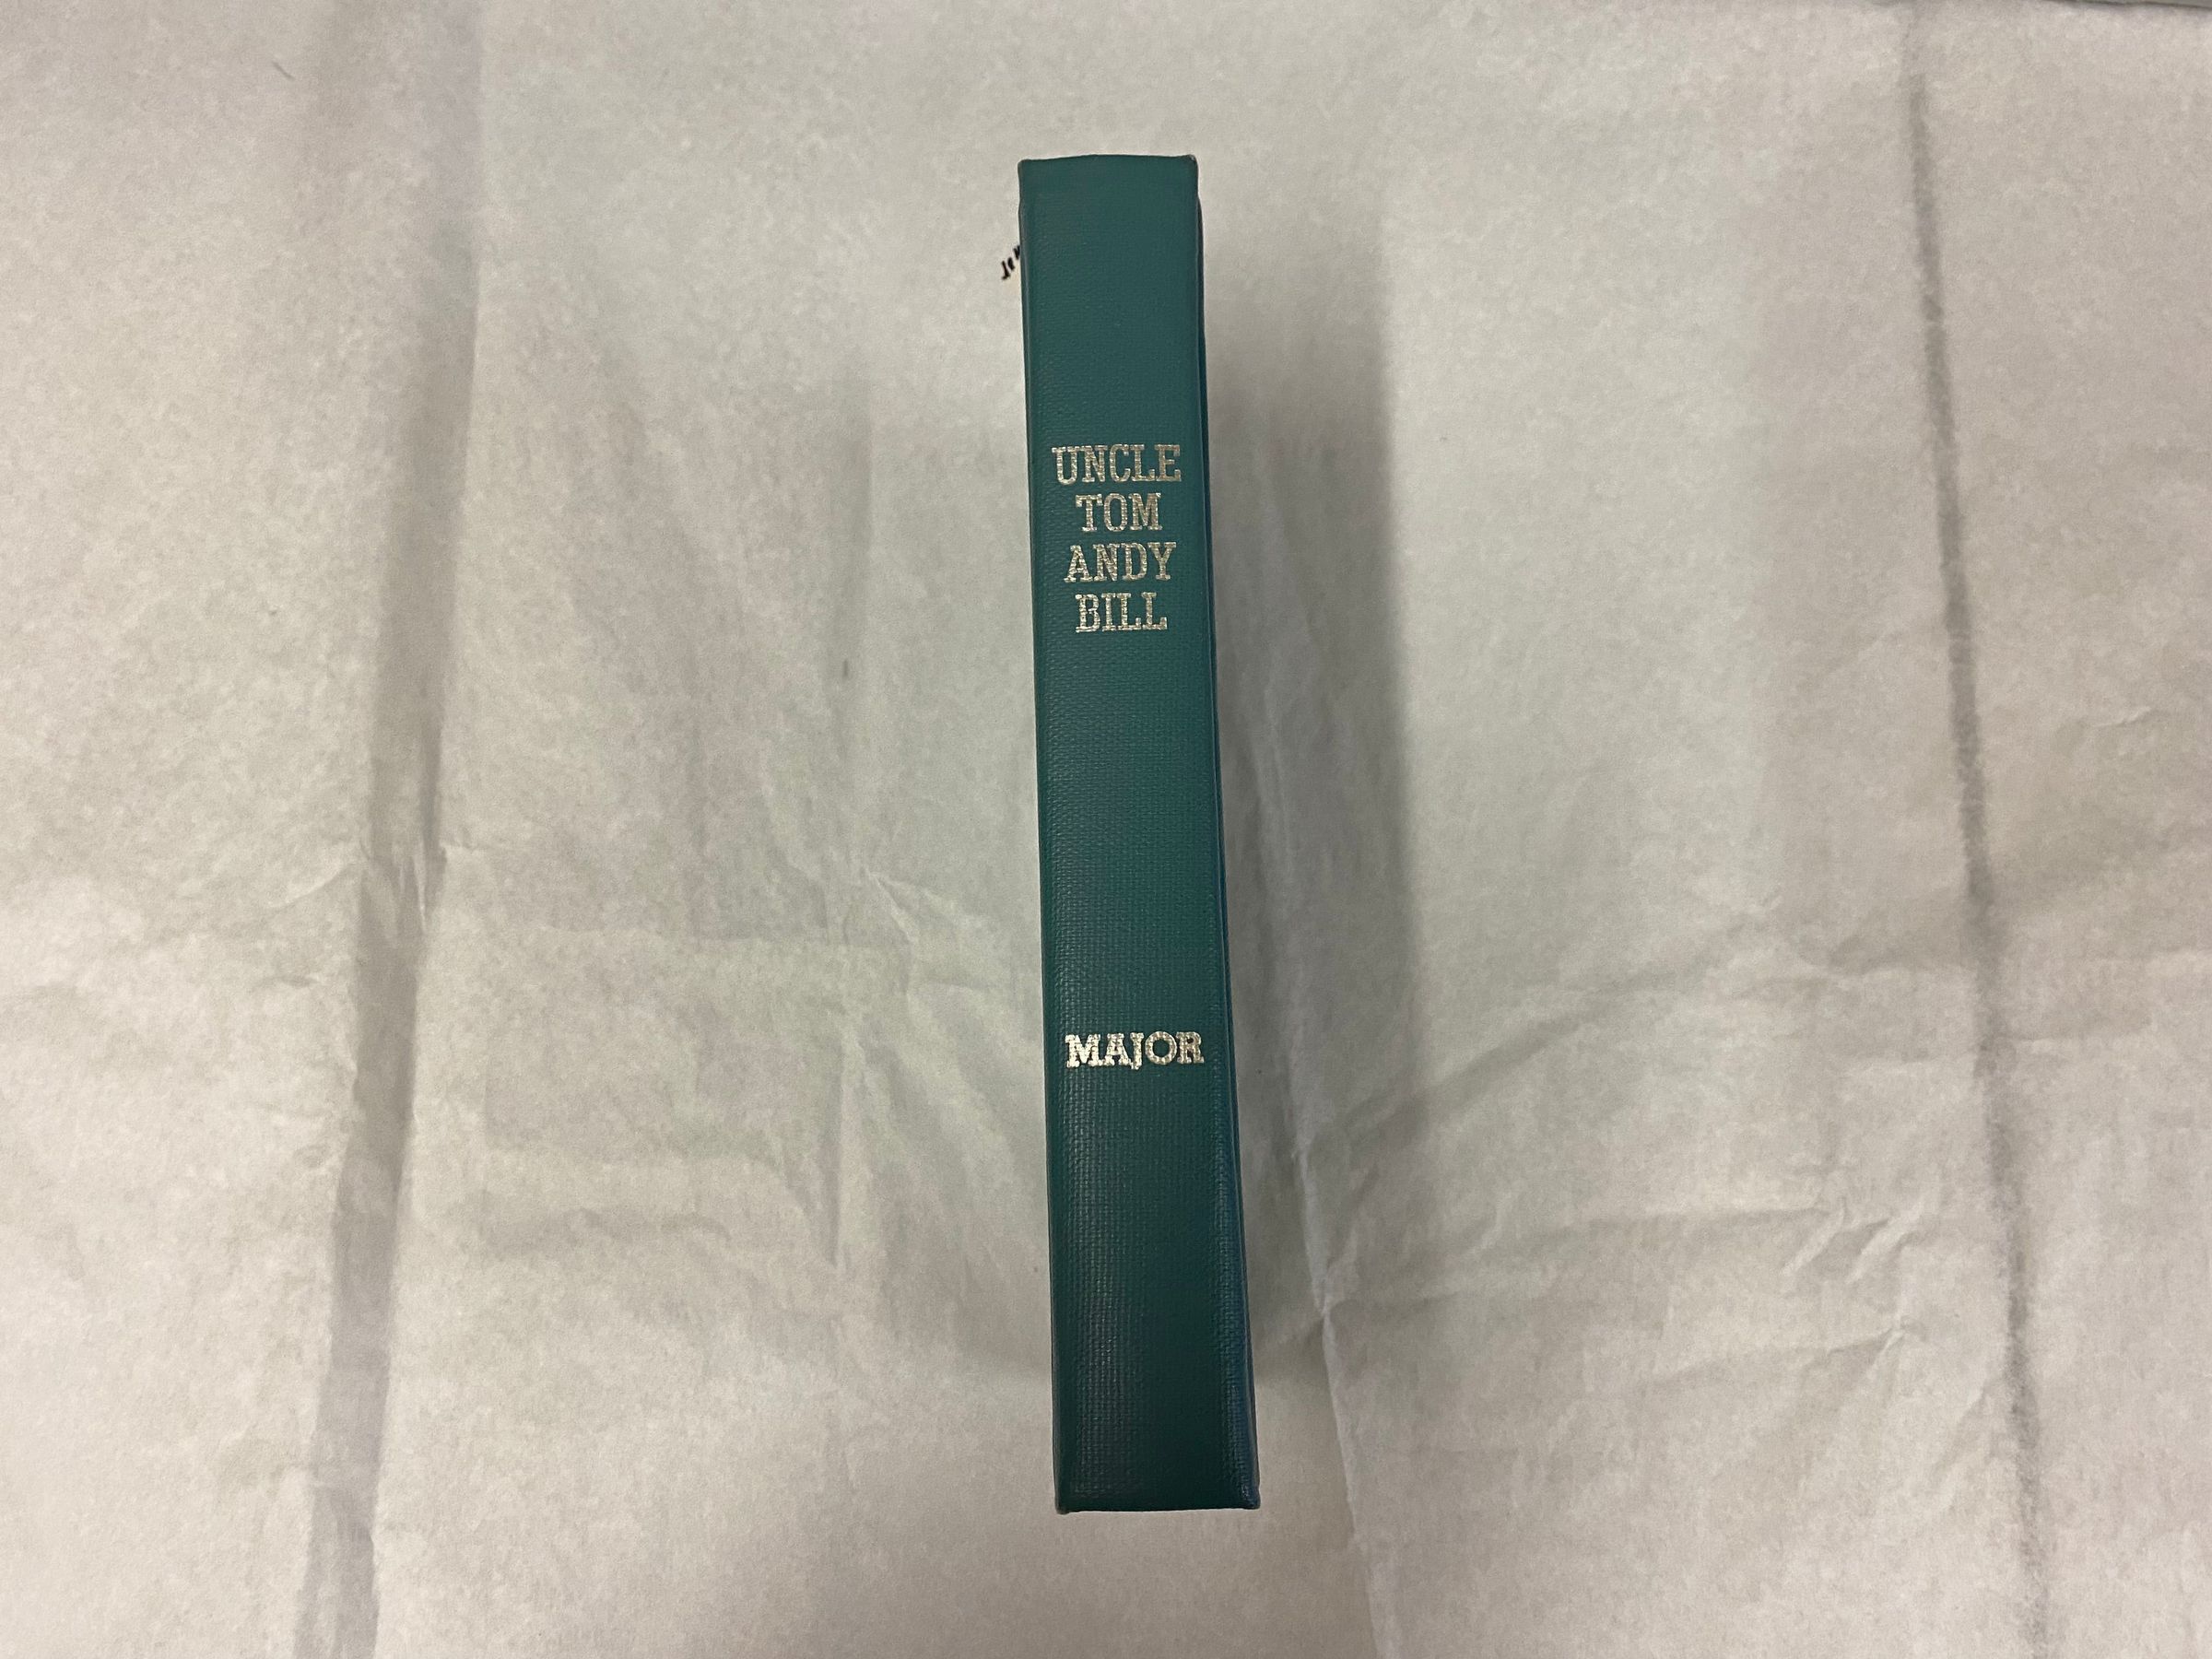 UNCLE
TOM
ANDY
BILL
MAJOR